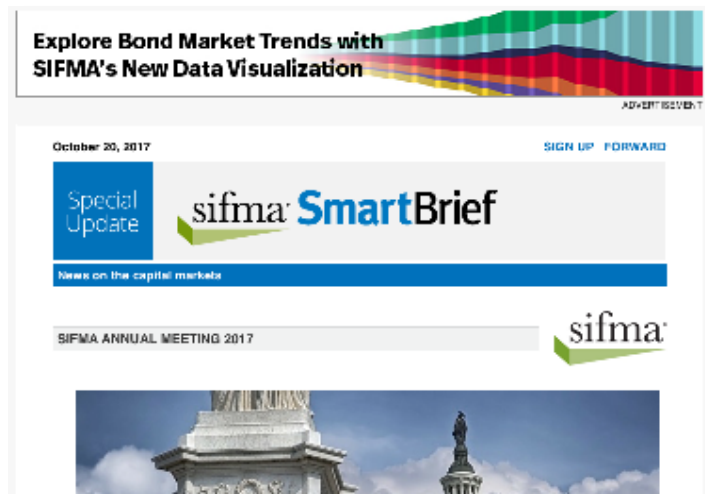 Explore Bond Market Trends with
SIFMA's New Data Visualization
ADVERTISEMENT
October 20, 2017
SIGN UP FORWARD
Special
Update
sifma SmartBrief
News on the capital markets
SIFMA ANNUAL MEETING 2017
sifma